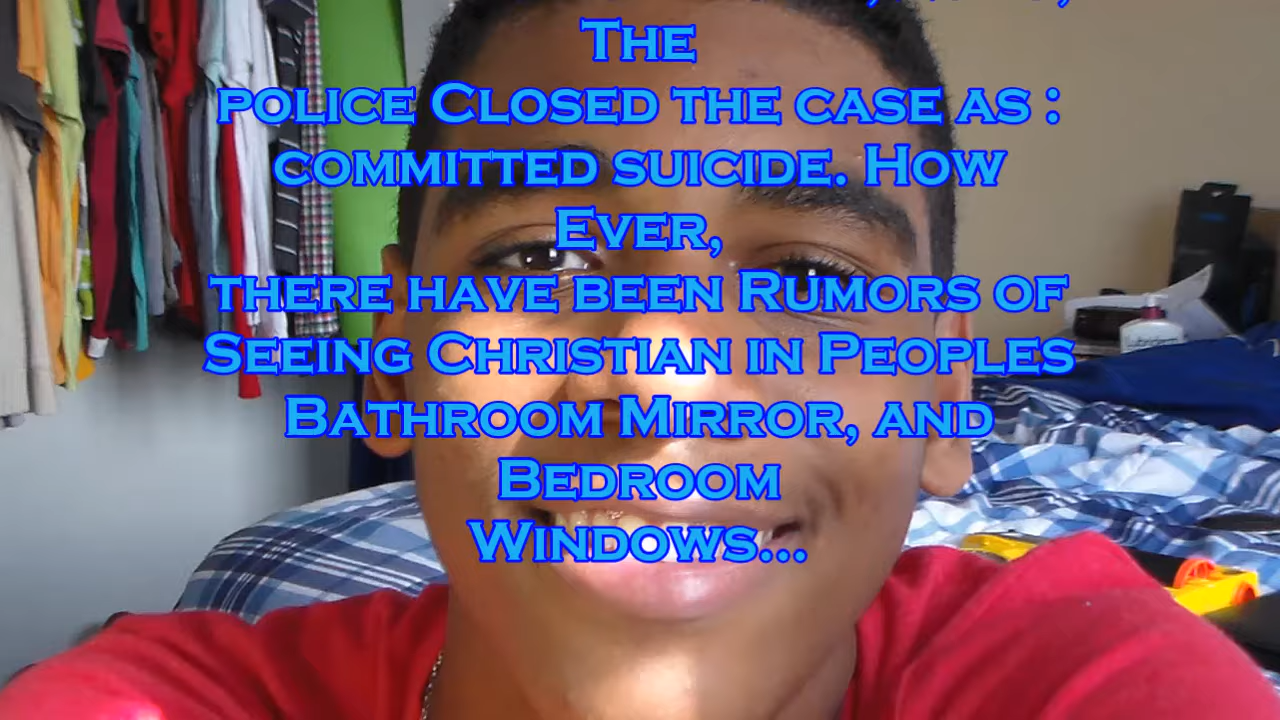 The
police Closed the case as :
committed suicide. How
Ever,
there have been Rumors of
Seeing Christian in Peoples
Bathroom Mirror, and
Bedroom
Windows...
Lubriderm